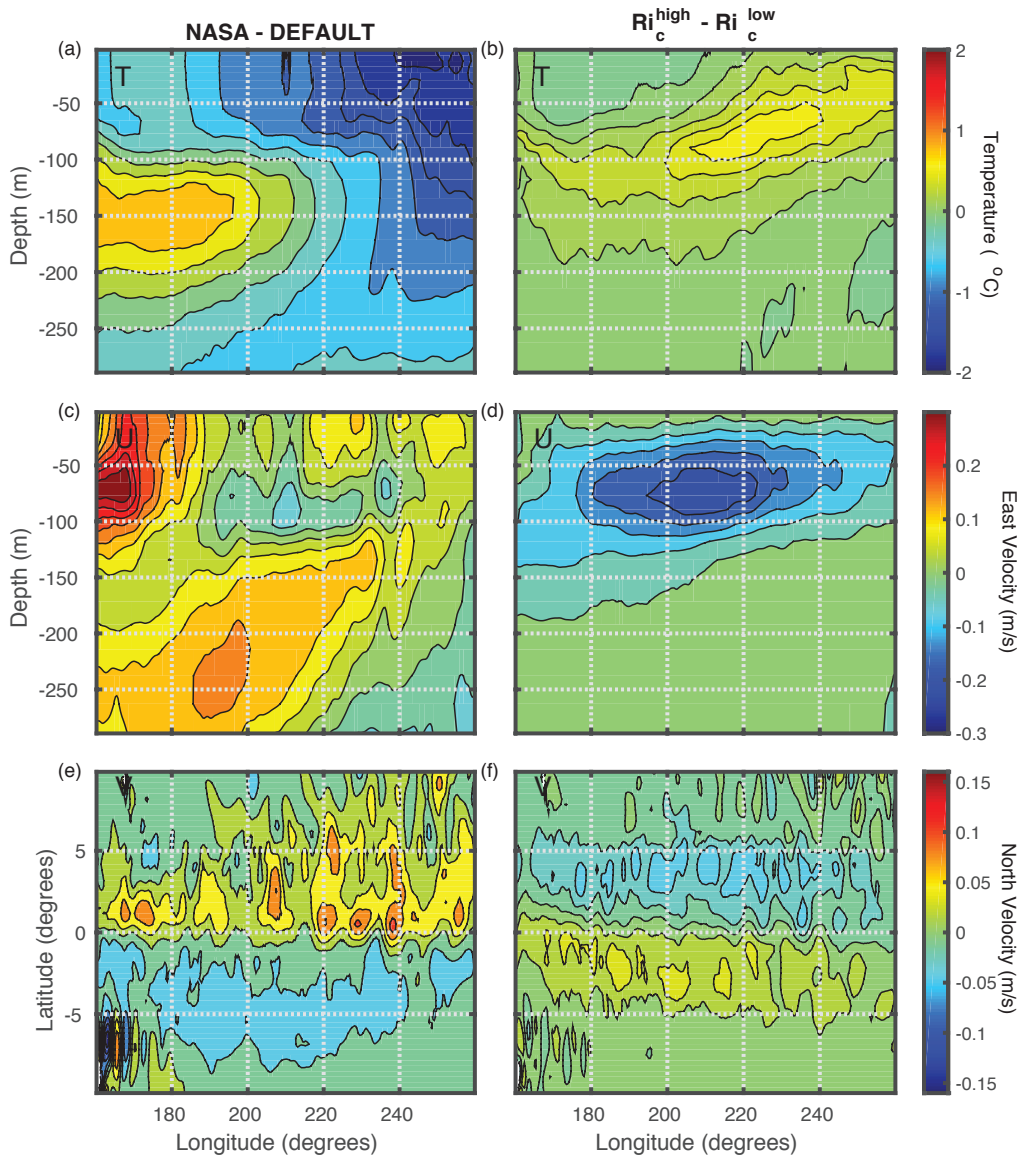 NASA - DEFAULT
Ri_c^high - Ri_c^low
(a)
T
-50
-100
-150
-200
-250
Depth (m)
(b)
T
2
1
0
-1
-2
Temperature ( °C)
(c)
U
-50
-100
-150
-200
-250
Depth (m)
(d)
U
0.2
0.1
0
-0.1
-0.2
-0.3
East Velocity (m/s)
(e)
V
5
0
-5
Latitude (degrees)
180
200
220
240
Longitude (degrees)
(f)
V
180
200
220
240
Longitude (degrees)
0.15
0.1
0.05
0
-0.05
-0.1
-0.15
North Velocity (m/s)